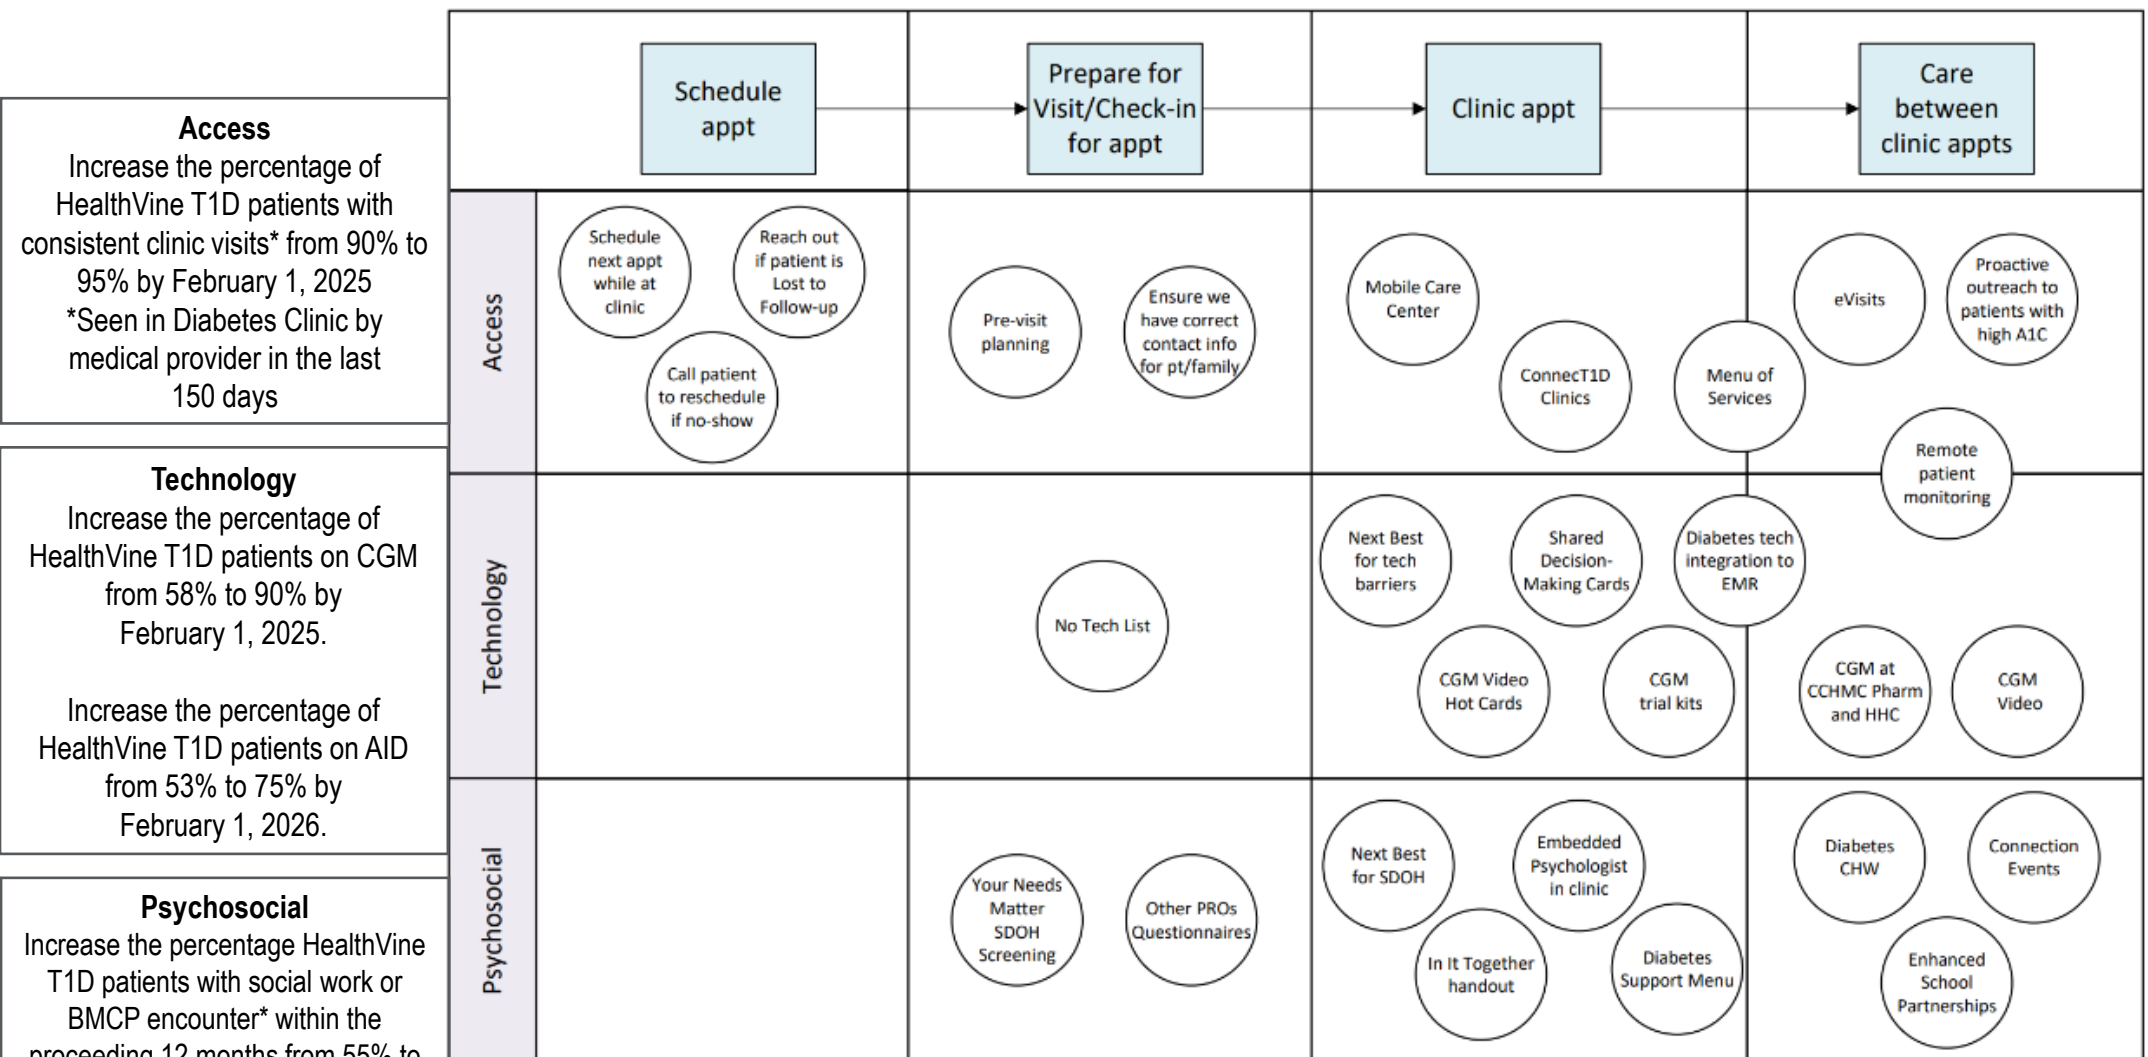 Access
Increase the percentage of
HealthVine T1D patients with
consistent clinic visits* from 90% to
95% by February 1, 2025
*Seen in Diabetes Clinic by
medical provider in the last
150 days
Technology
Increase the percentage of
HealthVine T1D patients on CGM
from 58% to 90% by
February 1, 2025.
Increase the percentage of
HealthVine T1D patients on AID
from 53% to 75% by
February 1, 2026.
Psychosocial
Increase the percentage HealthVine
T1D patients with social work or
BMCP encounter* within the
proceeding 12 months from 55% to
Schedule
appt
Prepare for
Visit/Check-in
for appt
Clinic appt
Care
between
clinic appts
Access
Schedule
next appt
while at
clinic
Reach out
if patient is
Lost to
Follow-up
Call patient
to reschedule
if no-show
Pre-visit
planning
Ensure we
have correct
contact info
for pt/family
Mobile Care
Center
ConnecT1D
Clinics
Menu of
Services
eVisits
Proactive
outreach to
patients with
high A1C
Remote
patient
monitoring
Technology
No Tech List
Next Best
for tech
barriers
Shared
Decision-
Making Cards
Diabetes tech
integration to
EMR
CGM Video
Hot Cards
CGM
trial kits
CGM at
CCHMC Pharm
and HHC
CGM
Video
Psychosocial
Your Needs
Matter
SDOH
Screening
Other PROs
Questionnaires
Next Best
for SDOH
Embedded
Psychologist
in clinic
In It Together
handout
Diabetes
Support Menu
Diabetes
CHW
Connection
Events
Enhanced
School
Partnerships